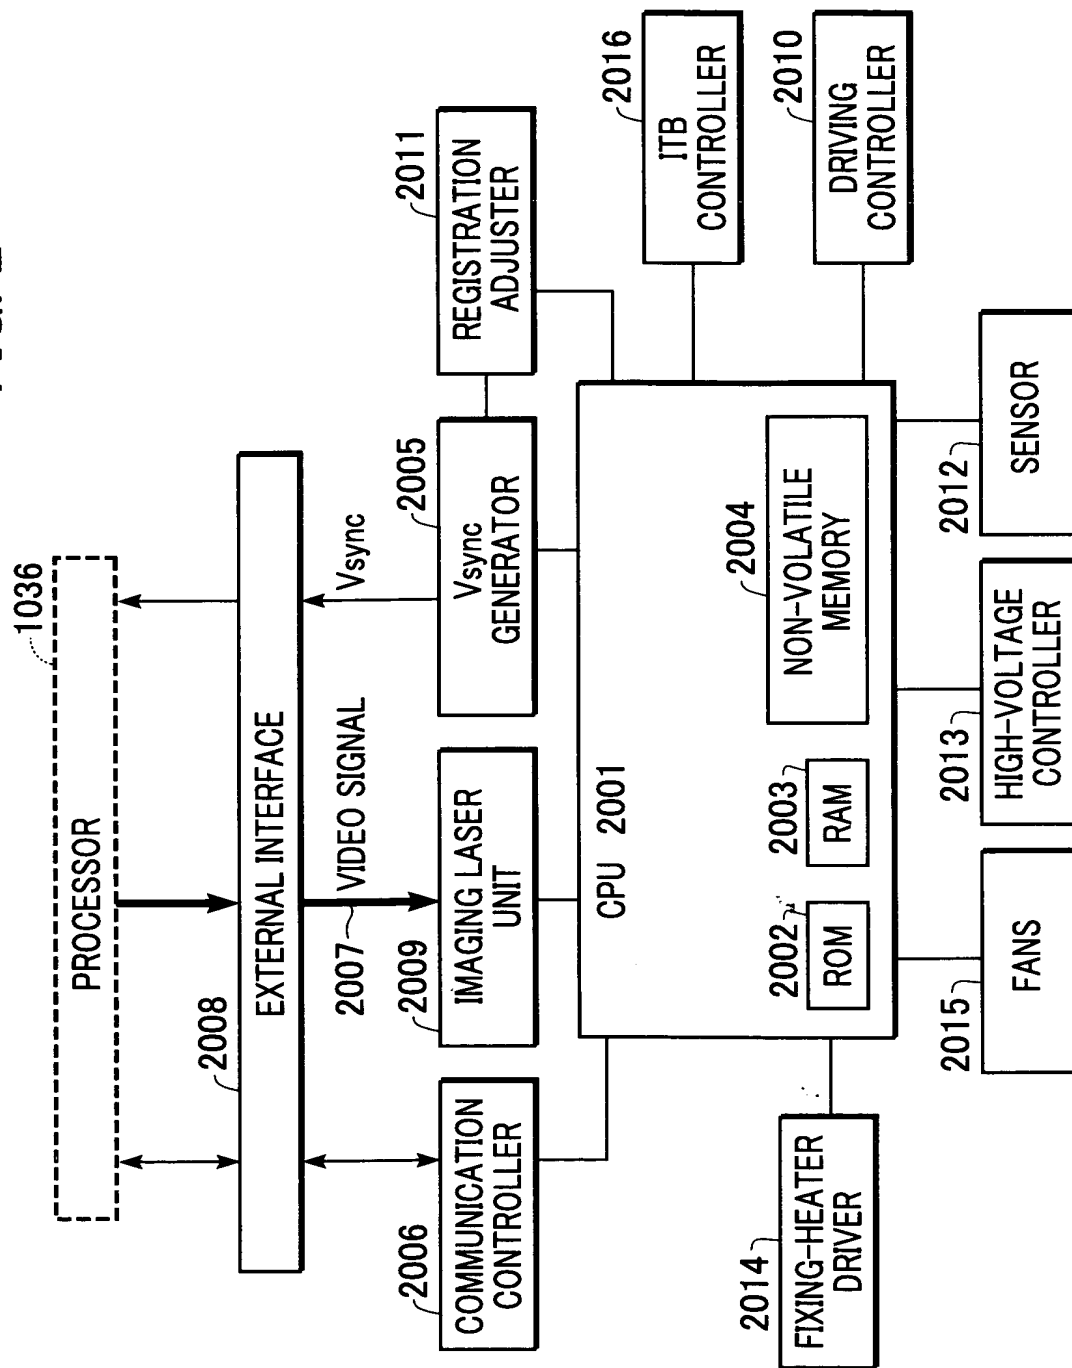 1036
PROCESSOR
2008
EXTERNAL INTERFACE
2007
VIDEO SIGNAL
Vsync
2006
COMMUNICATION
CONTROLLER
2009
IMAGING LASER
UNIT
2005
Vsync
GENERATOR
2011
REGISTRATION
ADJUSTER
CPU 2001
2002
ROM
2003
RAM
2004
NON-VOLATILE
MEMORY
2016
ITB
CONTROLLER
2010
DRIVING
CONTROLLER
2014
FIXING-HEATER
DRIVER
2015
FANS
2013
HIGH-VOLTAGE
CONTROLLER
2012
SENSOR